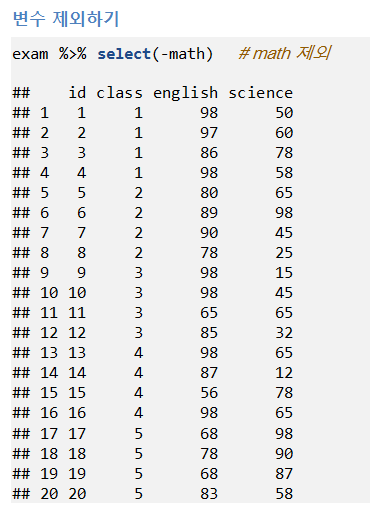 변수 제외하기
exam %>% select(-math)   # math 제외
##    id class english science
## 1   1     1      98      50
## 2   2     1      97      60
## 3   3     1      86      78
## 4   4     1      98      58
## 5   5     2      80      65
## 6   6     2      89      98
## 7   7     2      90      45
## 8   8     2      78      25
## 9   9     3      98      15
## 10 10     3      98      45
## 11 11     3      65      65
## 12 12     3      85      32
## 13 13     4      98      65
## 14 14     4      87      12
## 15 15     4      56      78
## 16 16     4      98      65
## 17 17     5      68      98
## 18 18     5      78      90
## 19 19     5      68      87
## 20 20     5      83      58